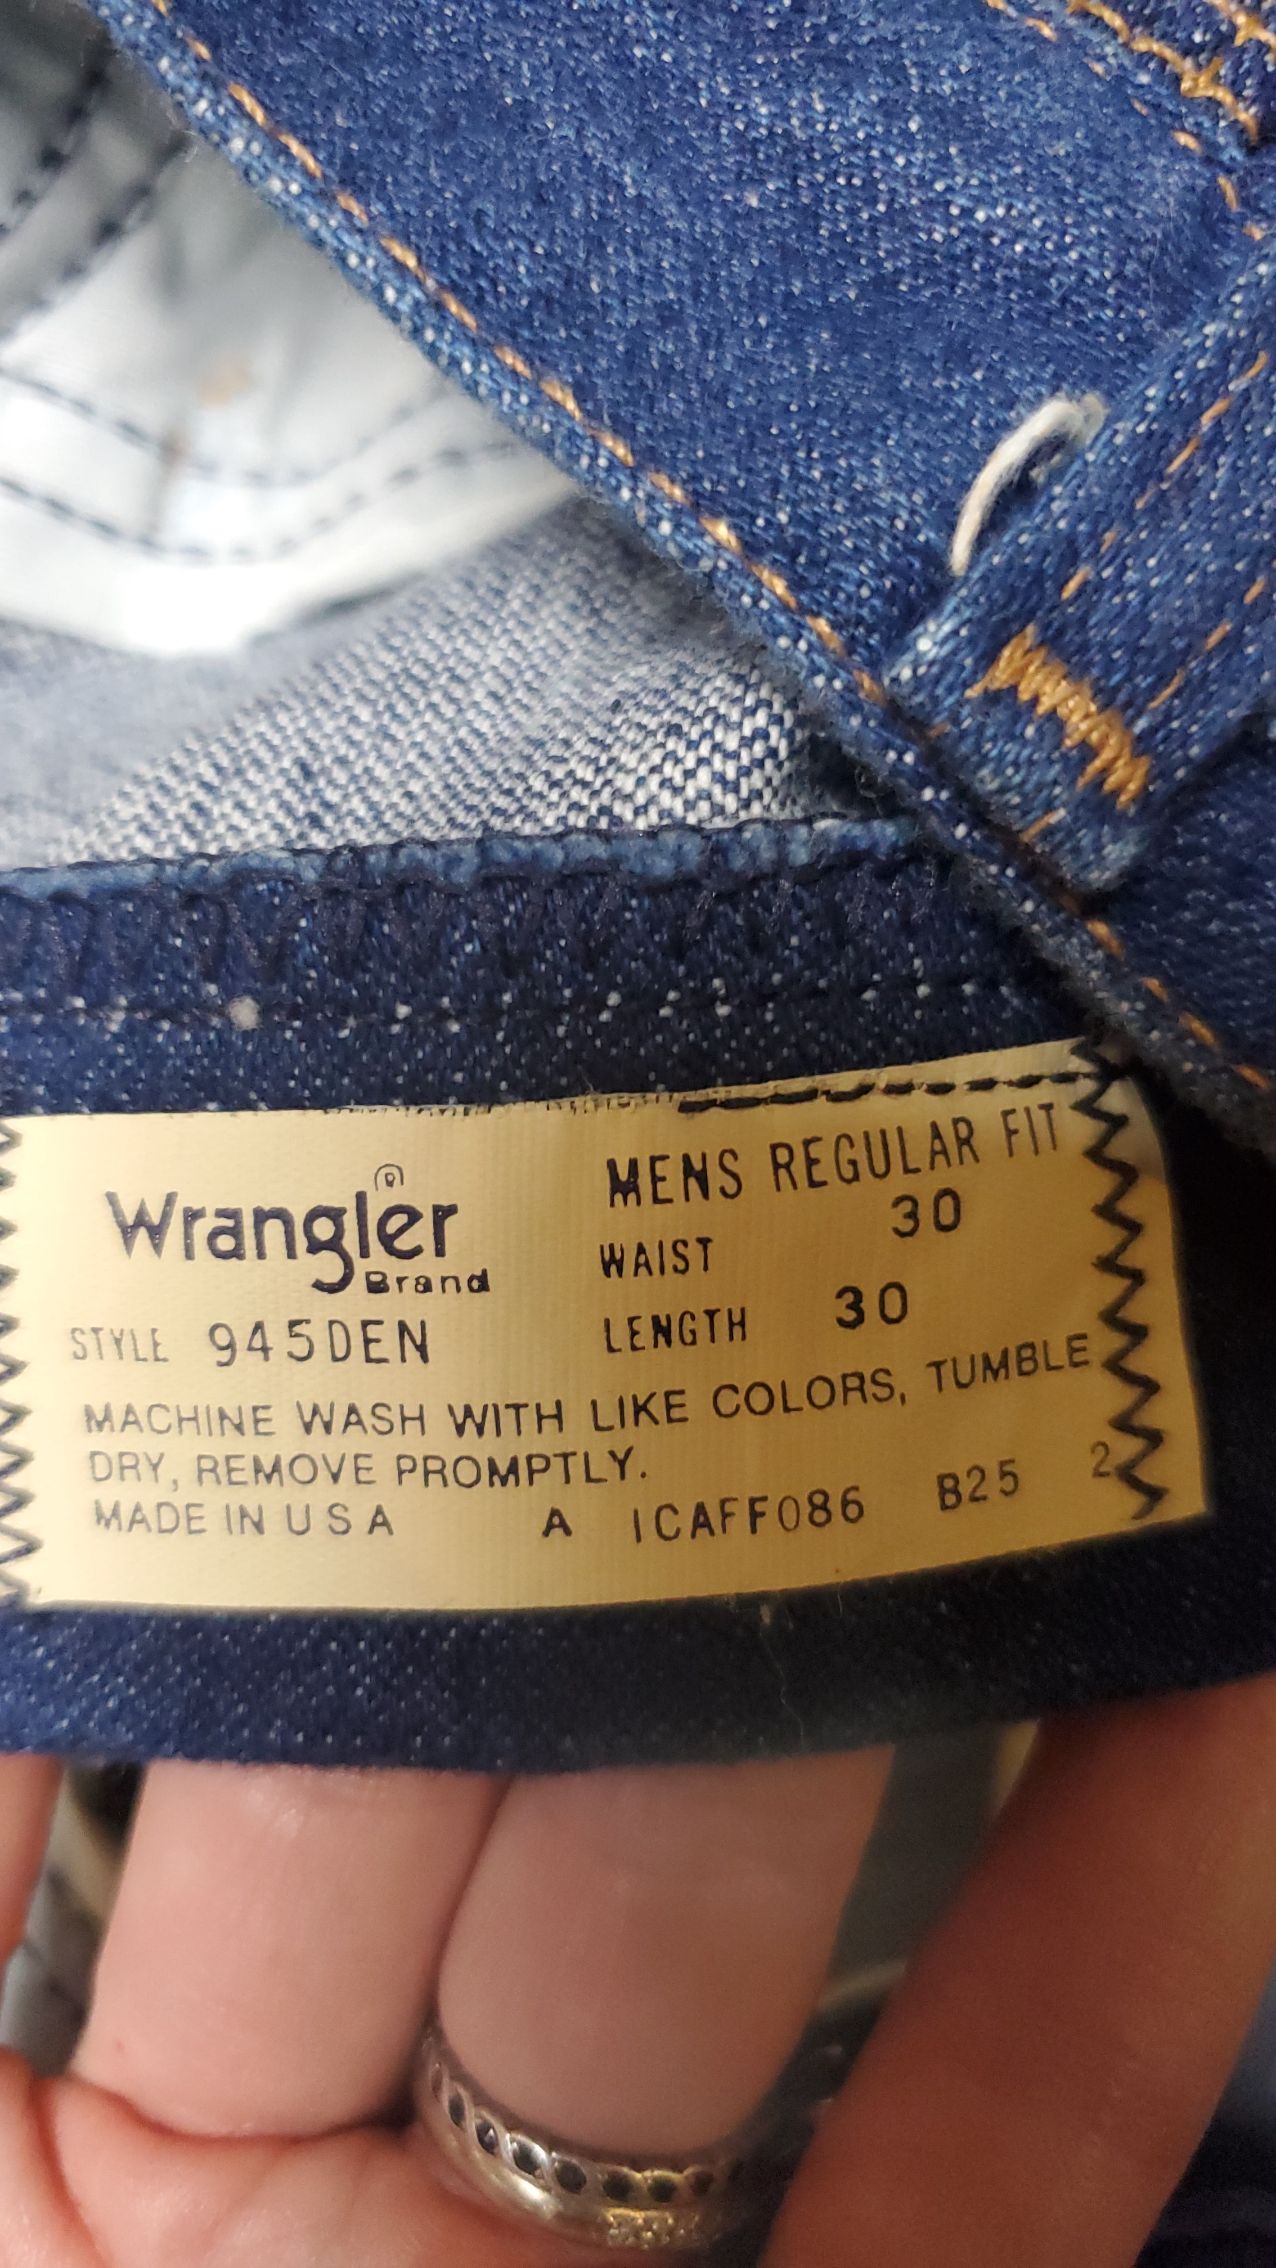 Wrangler
Brand
STYLE 945DEN
MENS REGULAR FIT
WAIST 30
LENGTH 30
MACHINE WASH WITH LIKE COLORS, TUMBLE
DRY, REMOVE PROMPTLY.
MADE IN U S A A ICAFF086 B25 2